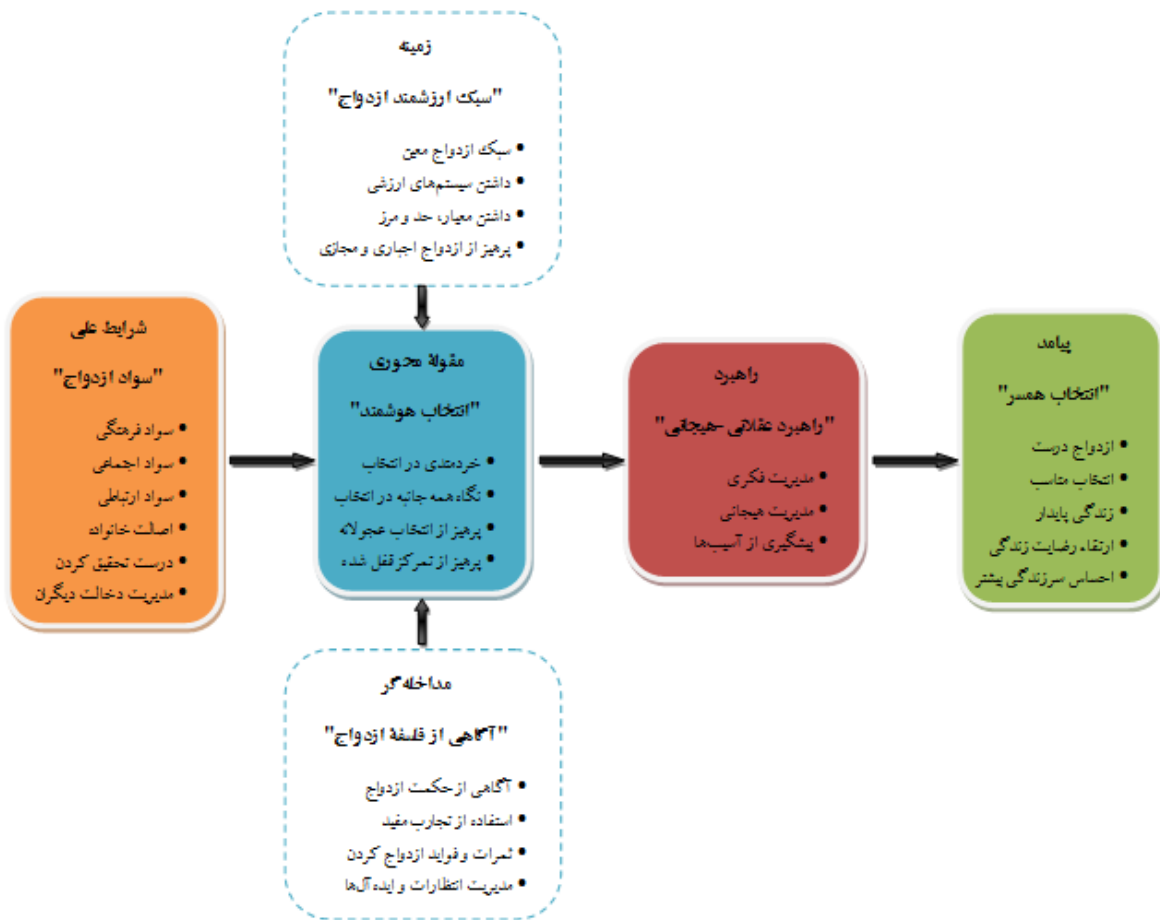 زمینه
"سبک ارزشمند ازدواج"
• سبک ازدواج معین
• داشتن سیستم‌های ارزشی
• داشتن معیار، حد و مرز
• پرهیز از ازدواج اجباری و مجازی
شرایط علی
"سواد ازدواج"
• سواد فرهنگی
• سواد اجماعی
• سواد ارتباطی
• اصالت خانواده
• درست تحقیق کردن
• مدیریت دخالت دیگران
مقولۀ محوری
"انتخاب هوشمند"
• خردمندی در انتخاب
• نگاه همه جانبه در انتخاب
• پرهیز از انتخاب عجولانه
• پرهیز از تمرکز قفل شده
راهبرد
"راهبرد عقلانی-هیجانی"
• مدیریت فکری
• مدیریت هیجانی
• پیشگیری از آسیب‌ها
پیامد
"انتخاب همسر"
• ازدواج درست
• انتخاب مناسب
• زندگی پایدار
• ارتقاء رضایت زندگی
• احساس سرزندگی بیشتر
مداخله‌گر
"آگاهی از فلسفۀ ازدواج"
• آگاهی از حکمت ازدواج
• استفاده از تجارب مفید
• ثمرات و فواید ازدواج کردن
• مدیریت انتظارات و ایده آل‌ها